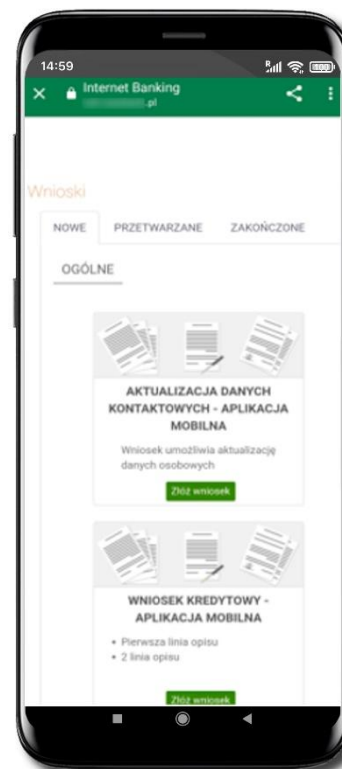 14:59
R
100
Internet Banking
.pl
Wnioski
NOWE PRZETWARZANE ZAKOŃCZONE
OGÓLNE
AKTUALIZACJA DANYCH
KONTAKTOWYCH - APLIKACJA
MOBILNA
Wniosek umożliwia aktualizację
danych osobowych
Złóż wniosek
WNIOSEK KREDYTOWY -
APLIKACJA MOBILNA
• Pierwsza linia opisu
• 2 linia opisu
Złóż wniosek